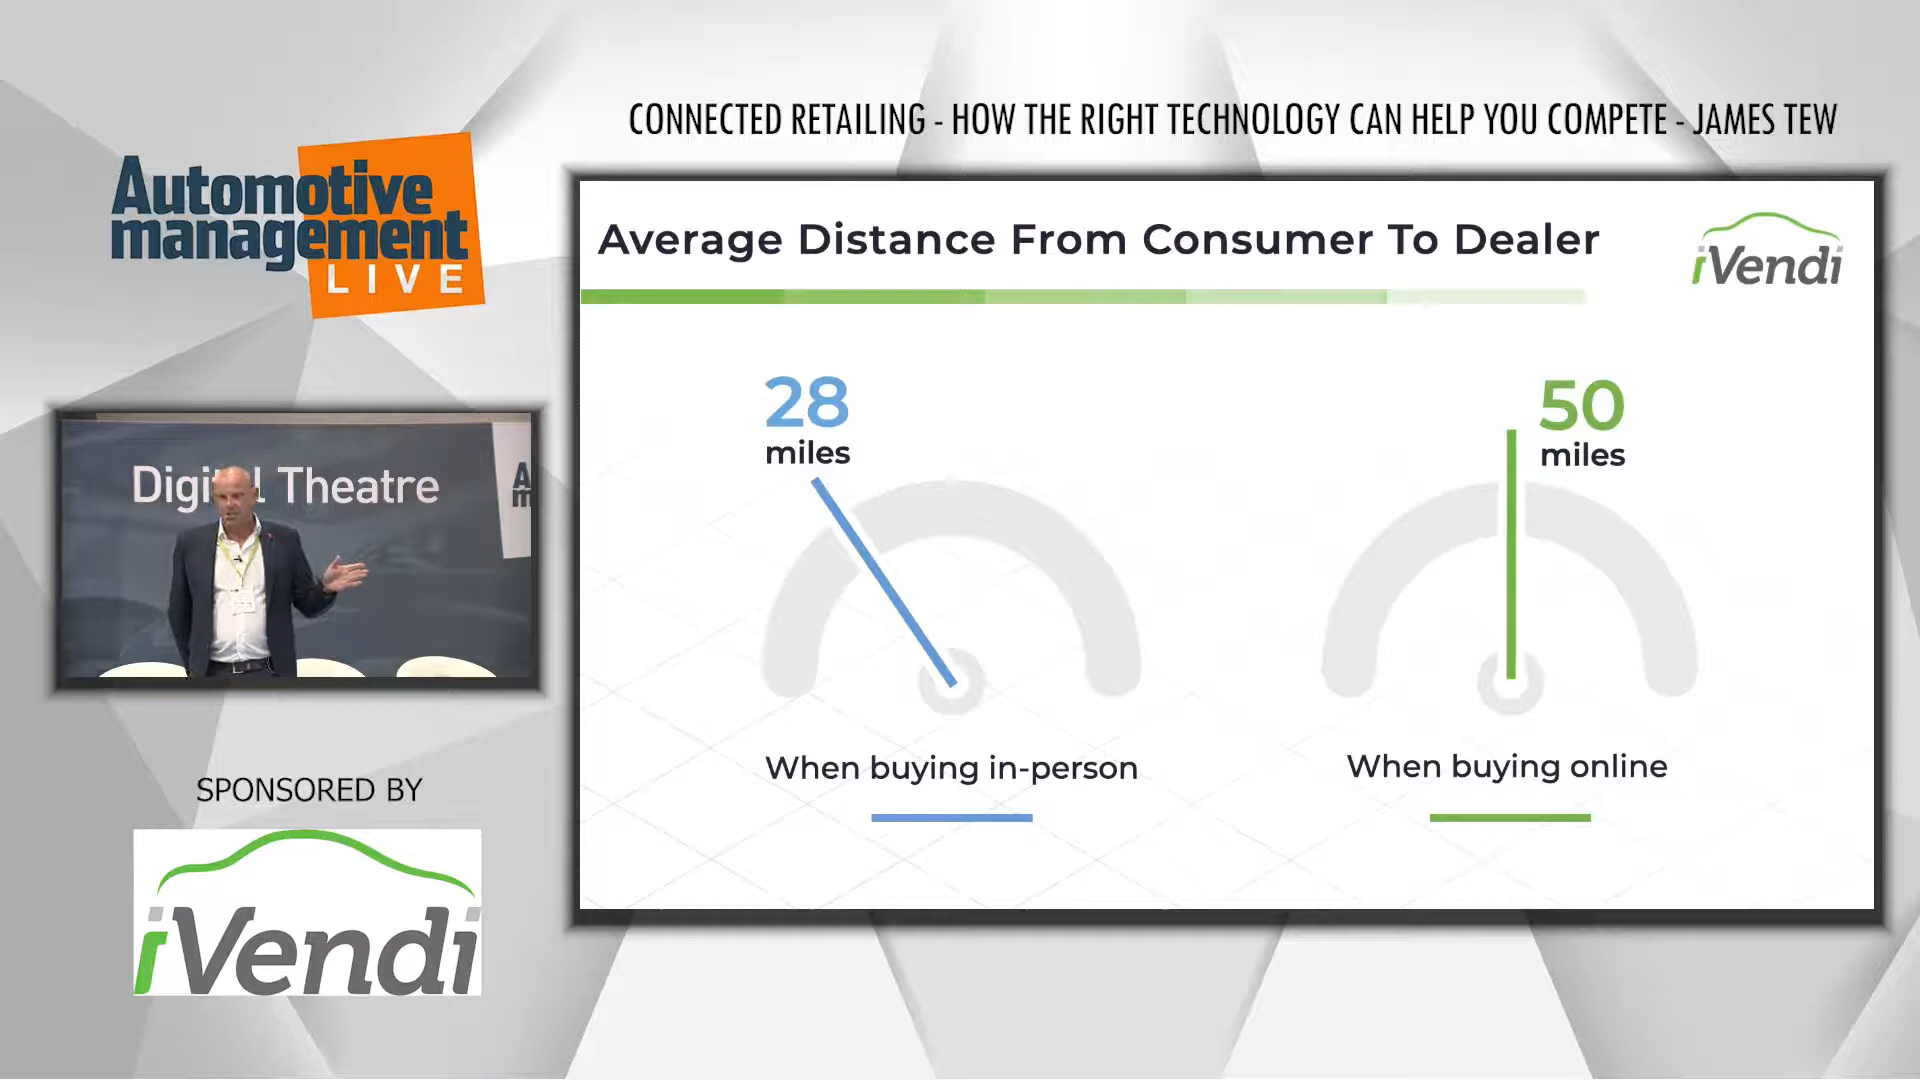 CONNECTED RETAILING - HOW THE RIGHT TECHNOLOGY CAN HELP YOU COMPETE - JAMES TEW
Automotive
management
LIVE
Average Distance From Consumer To Dealer
iVendi
28
miles
50
miles
When buying in-person
When buying online
Digital Theatre
A
m
SPONSORED BY
iVendi